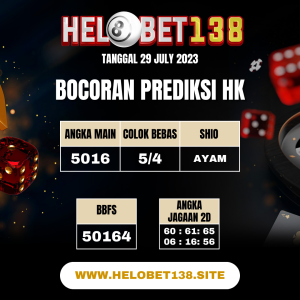 HELOBET138
TANGGAL 29 JULY 2023
BOCORAN PREDIKSI HK
ANGKA MAIN COLOK BEBAS SHIO
5016 5/4 AYAM
BBFS
50164
ANGKA
JAGAAN 2D
60 : 61: 65
06 : 16: 56
WWW.HELOBET138.SITE